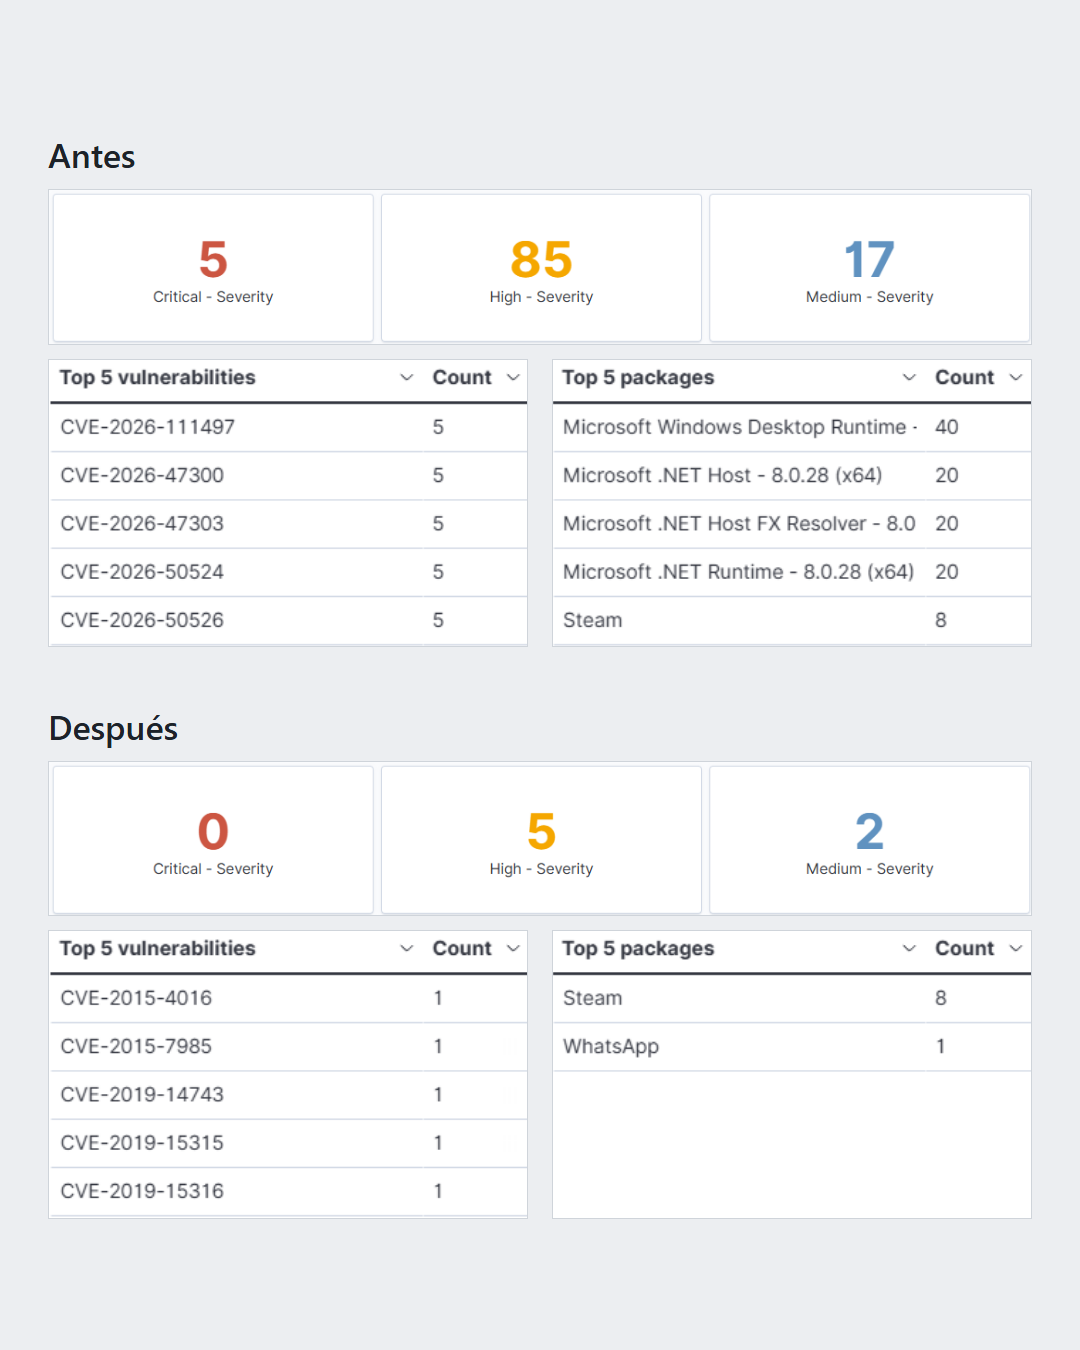 Antes
5 85 17
Critical - Severity High - Severity Medium - Severity
Top 5 vulnerabilities Count Top 5 packages Count
CVE-2026-111497 5 Microsoft Windows Desktop Runtime - 40
CVE-2026-47300 5 Microsoft .NET Host - 8.0.28 (x64) 20
CVE-2026-47303 5 Microsoft .NET Host FX Resolver - 8.0 20
CVE-2026-50524 5 Microsoft .NET Runtime - 8.0.28 (x64) 20
CVE-2026-50526 5 Steam 8
Después
0 5 2
Critical - Severity High - Severity Medium - Severity
Top 5 vulnerabilities Count Top 5 packages Count
CVE-2015-4016 1 Steam 8
CVE-2015-7985 1 WhatsApp 1
CVE-2019-14743 1
CVE-2019-15315 1
CVE-2019-15316 1